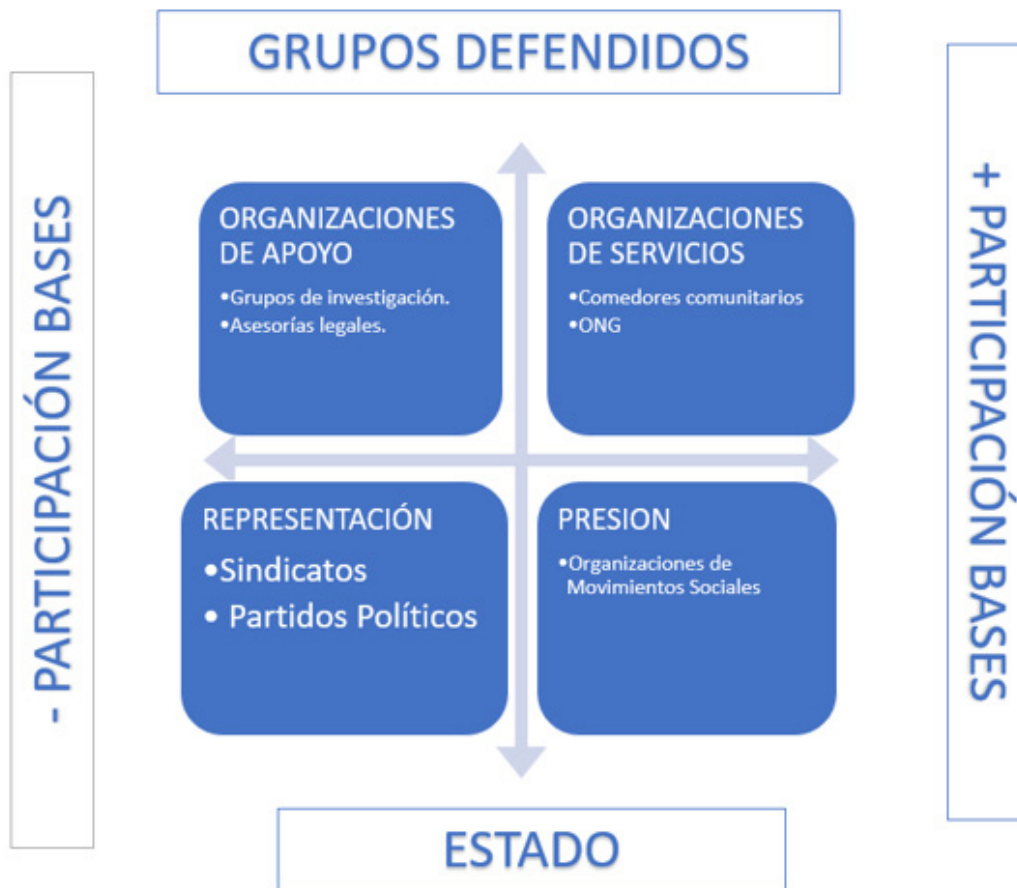 GRUPOS DEFENDIDOS
- PARTICIPACIÓN BASES
ORGANIZACIONES
DE APOYO
•Grupos de investigación.
•Asesorías legales.
ORGANIZACIONES
DE SERVICIOS
•Comedores comunitarios
•ONG
REPRESENTACIÓN
•Sindicatos
• Partidos Políticos
PRESION
•Organizaciones de
Movimientos Sociales
+ PARTICIPACIÓN BASES
ESTADO